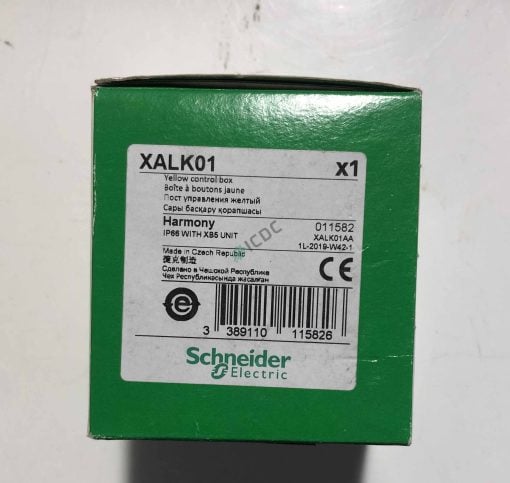 XALK01 x1
Yellow control box
Boîte à boutons jaune
Пост управления желтый
Сары басқару қорапшасы
Harmony 011582
IP66 WITH XB5 UNIT XALK01AA
1L-2019-W42-1
Made in Czech Republic
捷克制造
Сделано в Чешской Республике
Чех Республикасында жасалған
CE
3 389110 115826
Schneider
Electric